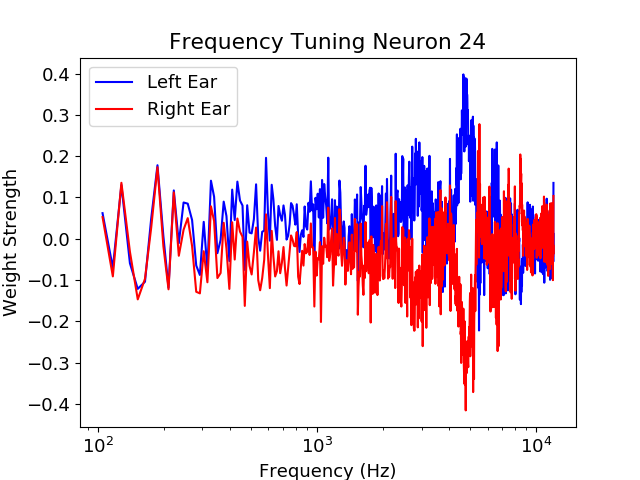 Frequency Tuning Neuron 24
Left Ear
Right Ear
Weight Strength
0.4
0.3
0.2
0.1
0.0
−0.1
−0.2
−0.3
−0.4
10² 10³ 10⁴
Frequency (Hz)